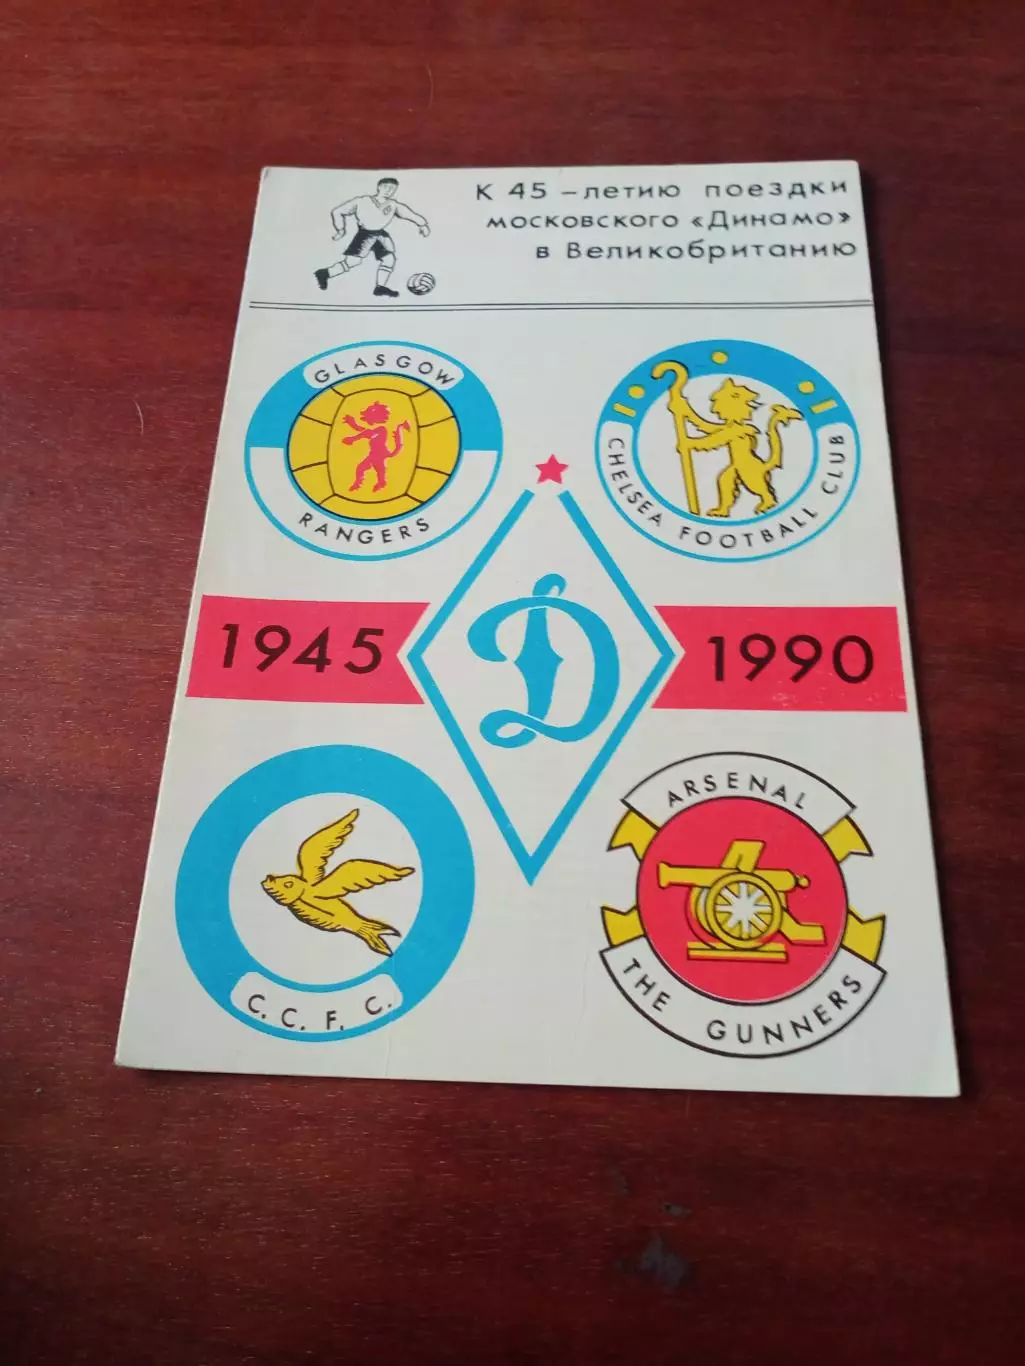 К 45 – летию поездки
московского «Динамо»
в Великобританию
GLASGOW
RANGERS
CHELSEA FOOTBALL CLUB
1945
Д
1990
C. C. F. C.
ARSENAL
THE GUNNERS